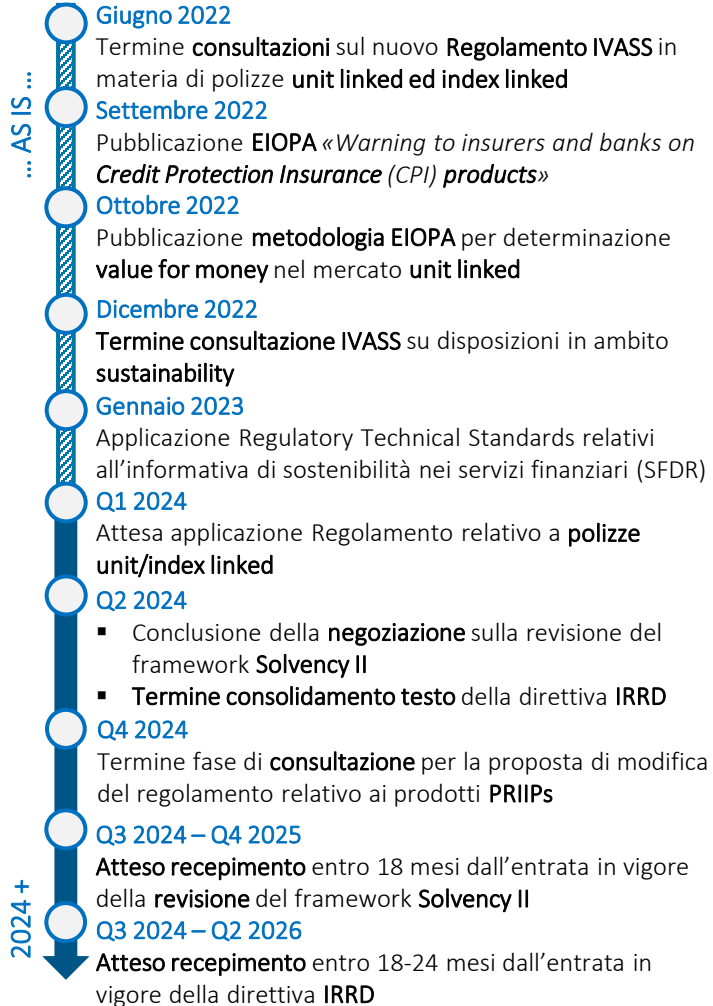 Giugno 2022
Termine consultazioni sul nuovo Regolamento IVASS in
materia di polizze unit linked ed index linked
... AS IS ...
Settembre 2022
Pubblicazione EIOPA «Warning to insurers and banks on
Credit Protection Insurance (CPI) products»
Ottobre 2022
Pubblicazione metodologia EIOPA per determinazione
value for money nel mercato unit linked
Dicembre 2022
Termine consultazione IVASS su disposizioni in ambito
sustainability
Gennaio 2023
Applicazione Regulatory Technical Standards relativi
all’informativa di sostenibilità nei servizi finanziari (SFDR)
Q1 2024
Attesa applicazione Regolamento relativo a polizze
unit/index linked
Q2 2024
▪ Conclusione della negoziazione sulla revisione del
framework Solvency II
▪ Termine consolidamento testo della direttiva IRRD
Q4 2024
Termine fase di consultazione per la proposta di modifica
del regolamento relativo ai prodotti PRIIPs
Q3 2024 – Q4 2025
Atteso recepimento entro 18 mesi dall’entrata in vigore
della revisione del framework Solvency II
2024 +
Q3 2024 – Q2 2026
Atteso recepimento entro 18-24 mesi dall’entrata in
vigore della direttiva IRRD